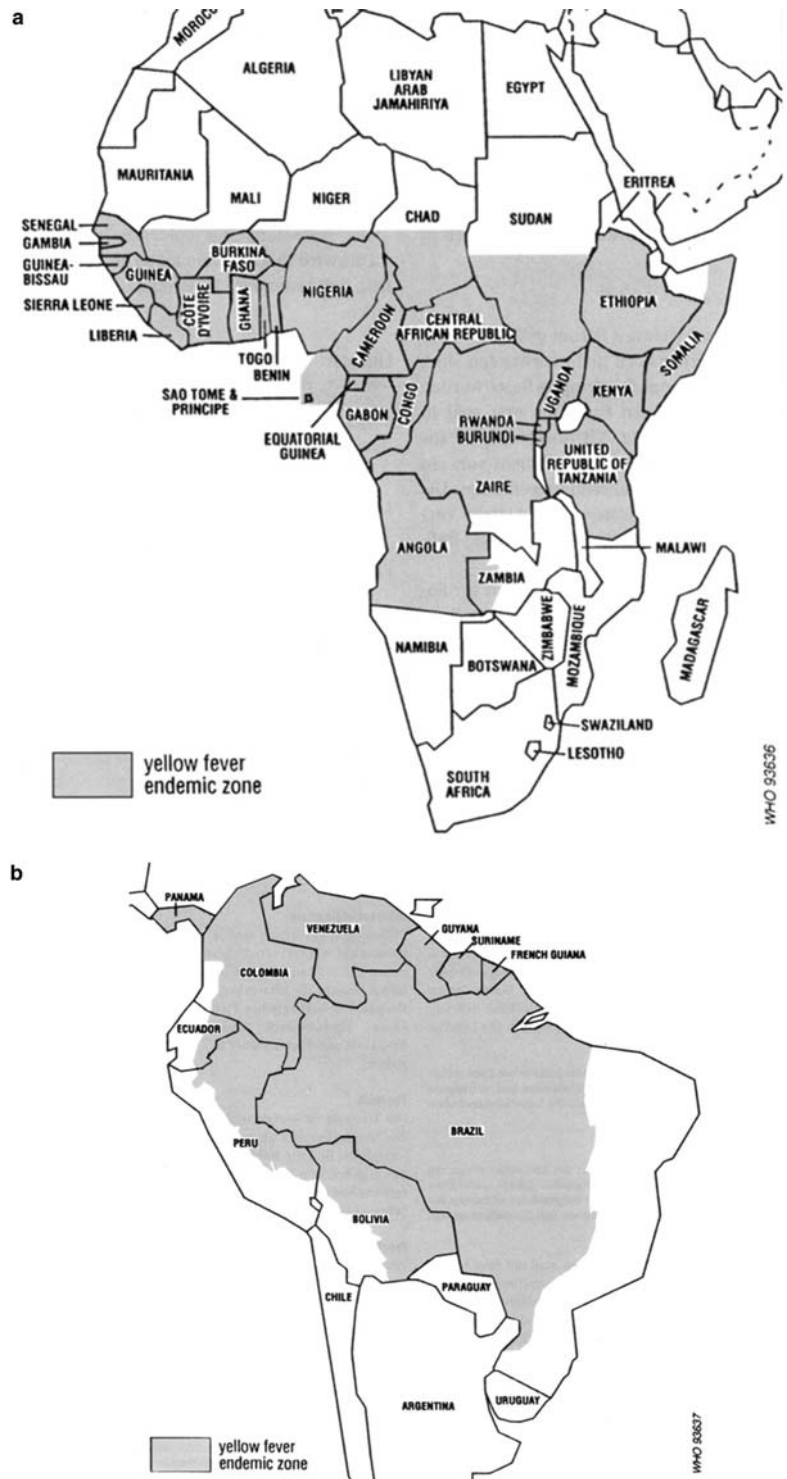 a
MOROCO
ALGERIA
LIBYAN
ARAB
JAMAHIRIYA
EGYPT
MAURITANIA
MALI
NIGER
CHAD
SUDAN
ERITREA
SENEGAL
GAMBIA
GUINEA-
BISSAU
GUINEA
SIERRA LEONE
LIBERIA
CÔTE
D'IVOIRE
BURKINA
FASO
GHANA
TOGO
BENIN
NIGERIA
CAMEROON
CENTRAL
AFRICAN REPUBLIC
ETHIOPIA
SOMALIA
UGANDA
KENYA
SAO TOME &
PRINCIPE
EQUATORIAL
GUINEA
GABON
CONGO
RWANDA
BURUNDI
ZAIRE
UNITED
REPUBLIC OF
TANZANIA
ANGOLA
ZAMBIA
MALAWI
NAMIBIA
BOTSWANA
ZIMBABWE
MOZAMBIQUE
MADAGASCAR
SWAZILAND
LESOTHO
SOUTH
AFRICA
yellow fever
endemic zone
WHO 93636
b
PANAMA
VENEZUELA
GUYANA
SURINAME
FRENCH GUIANA
COLOMBIA
ECUADOR
PERU
BRAZIL
BOLIVIA
PARAGUAY
CHILE
ARGENTINA
URUGUAY
yellow fever
endemic zone
WHO 93637